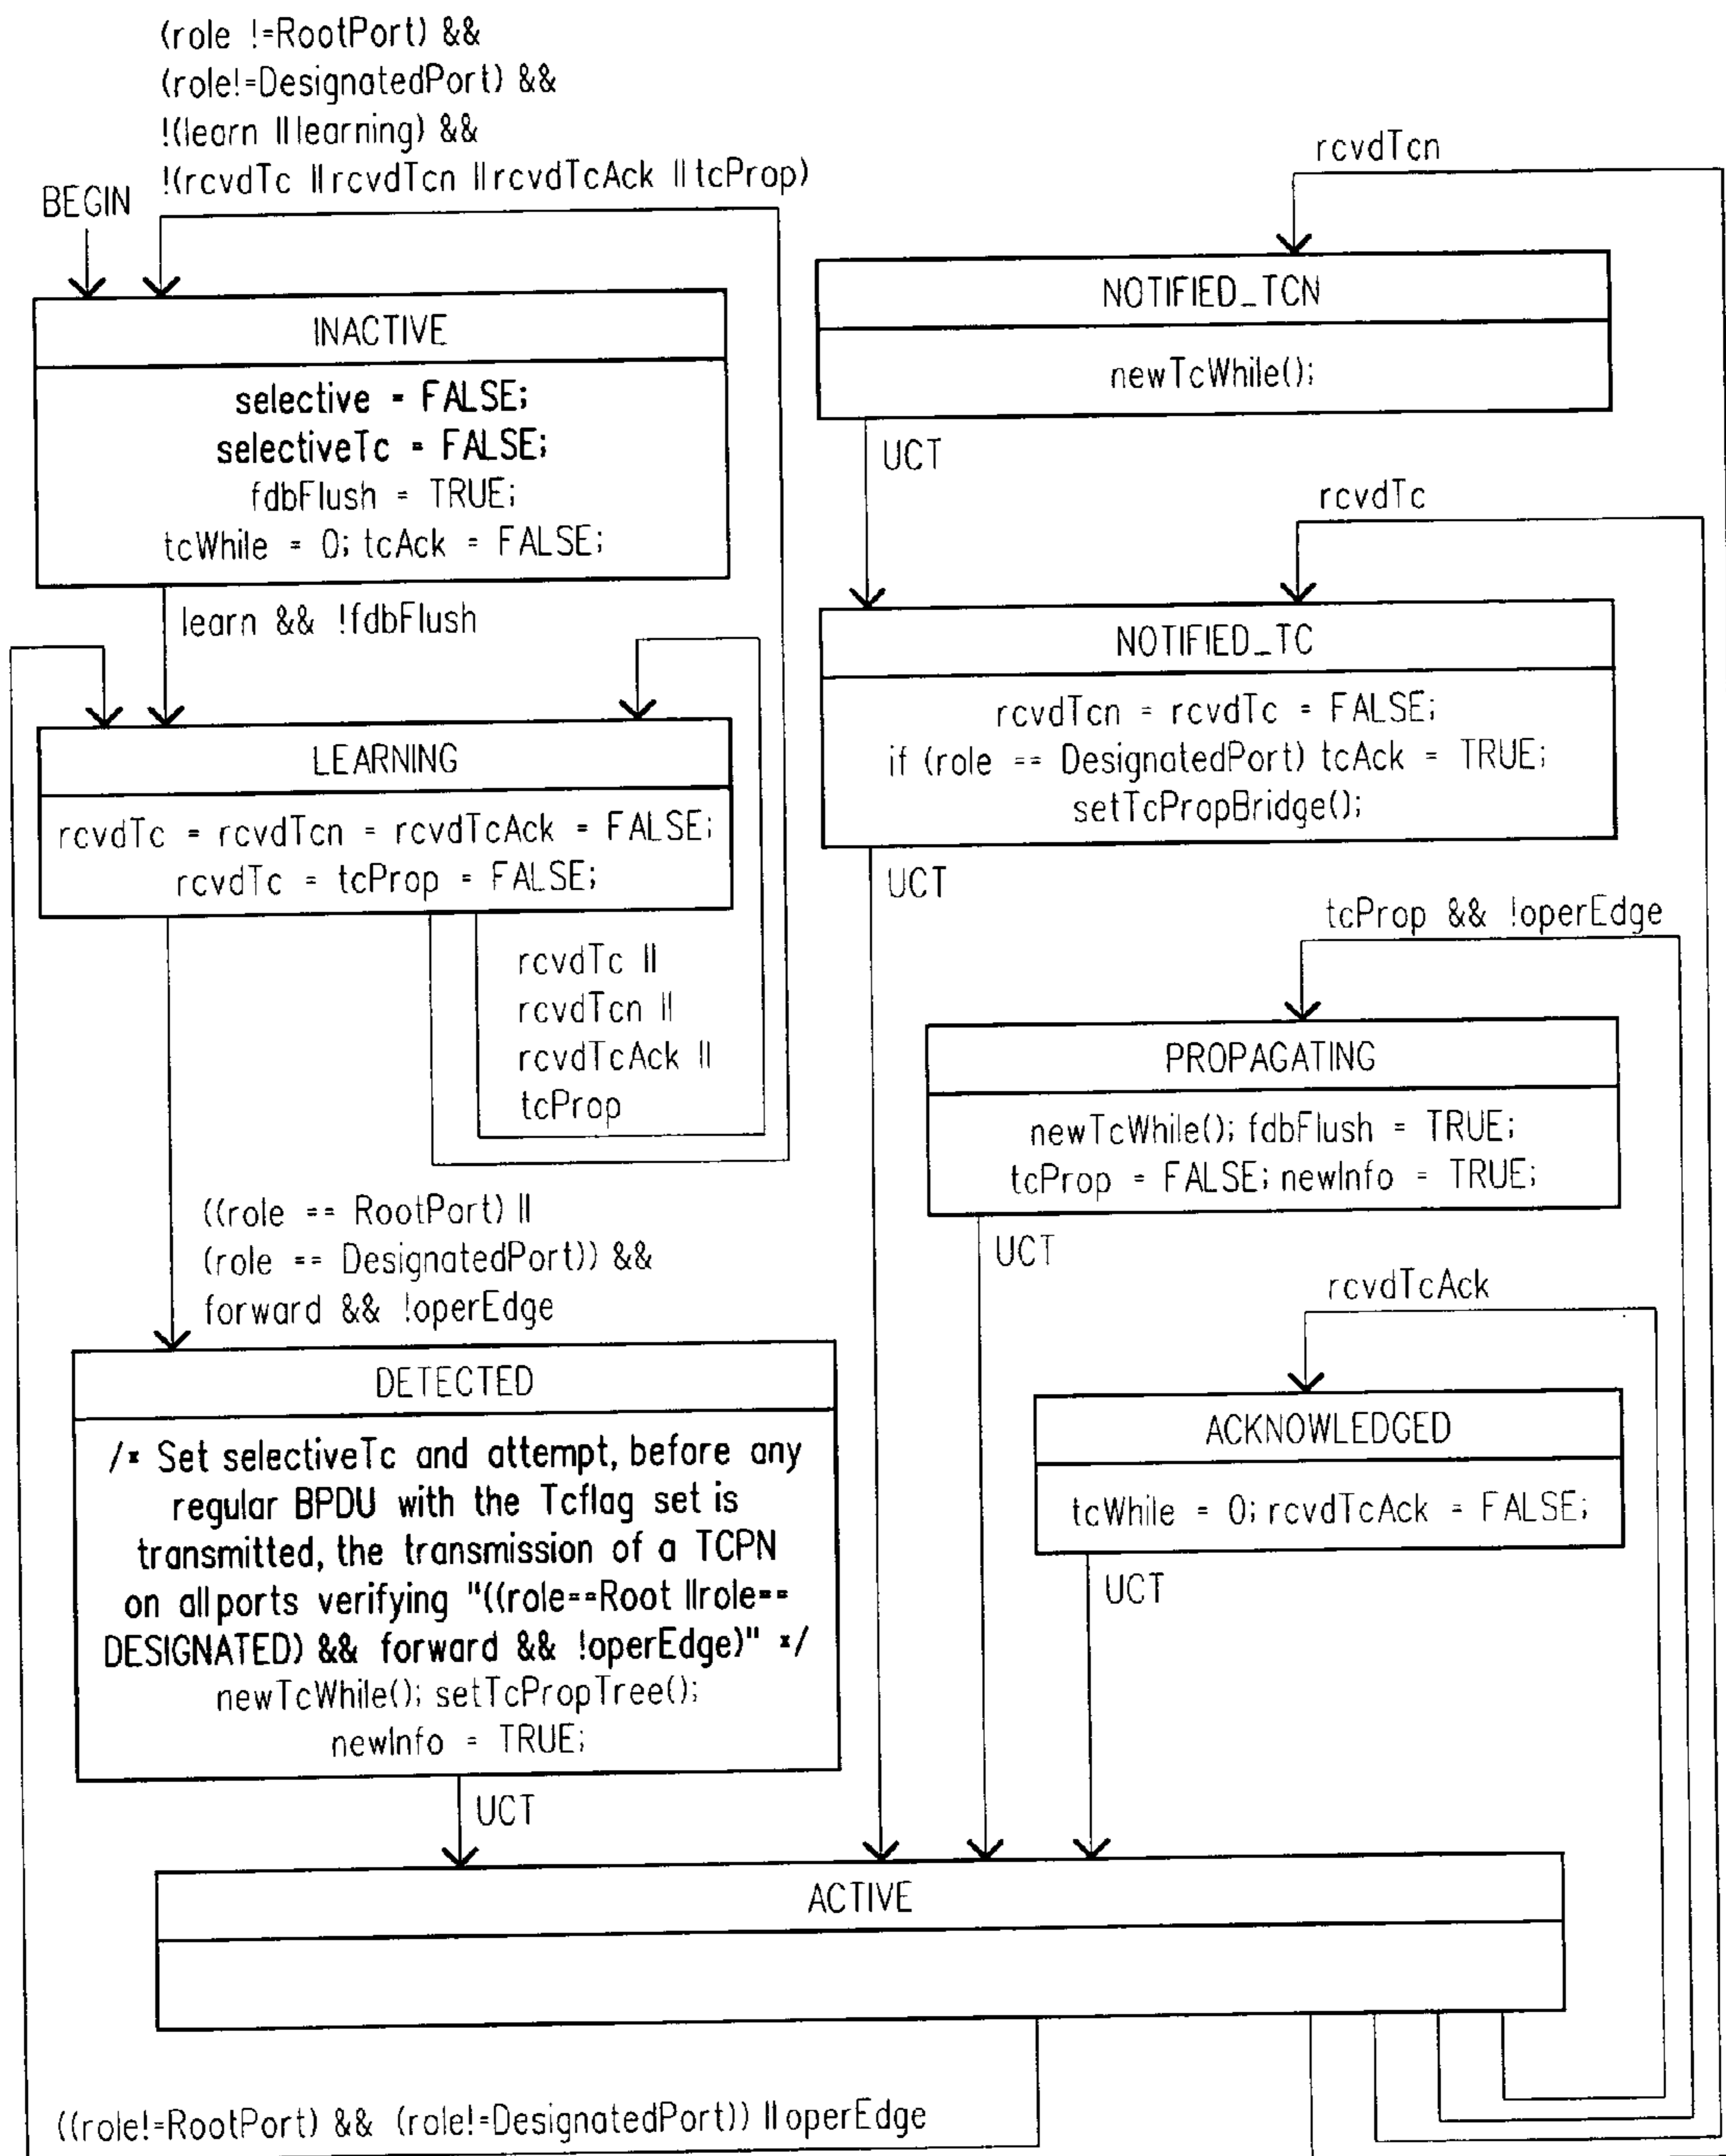 (role !=RootPort) &&
(role!=DesignatedPort) &&
!(learn ||learning) &&
!(rcvdTc ||rcvdTcn ||rcvdTcAck ||tcProp)
BEGIN
INACTIVE
selective = FALSE;
selectiveTc = FALSE;
fdbFlush = TRUE;
tcWhile = 0; tcAck = FALSE;
learn && !fdbFlush
LEARNING
rcvdTc = rcvdTcn = rcvdTcAck = FALSE;
rcvdTc = tcProp = FALSE;
rcvdTc ||
rcvdTcn ||
rcvdTcAck ||
tcProp
((role == RootPort) ||
(role == DesignatedPort)) &&
forward && !operEdge
DETECTED
/* Set selectiveTc and attempt, before any
regular BPDU with the Tcflag set is
transmitted, the transmission of a TCPN
on all ports verifying "((role==Root ||role==
DESIGNATED) && forward && !operEdge)" */
newTcWhile(); setTcPropTree();
newInfo = TRUE;
UCT
rcvdTcn
NOTIFIED_TCN
newTcWhile();
UCT
rcvdTc
NOTIFIED_TC
rcvdTcn = rcvdTc = FALSE;
if (role == DesignatedPort) tcAck = TRUE;
setTcPropBridge();
UCT
tcProp && !operEdge
PROPAGATING
newTcWhile(); fdbFlush = TRUE;
tcProp = FALSE; newInfo = TRUE;
UCT
rcvdTcAck
ACKNOWLEDGED
tcWhile = 0; rcvdTcAck = FALSE;
UCT
ACTIVE
((role!=RootPort) && (role!=DesignatedPort)) ||operEdge